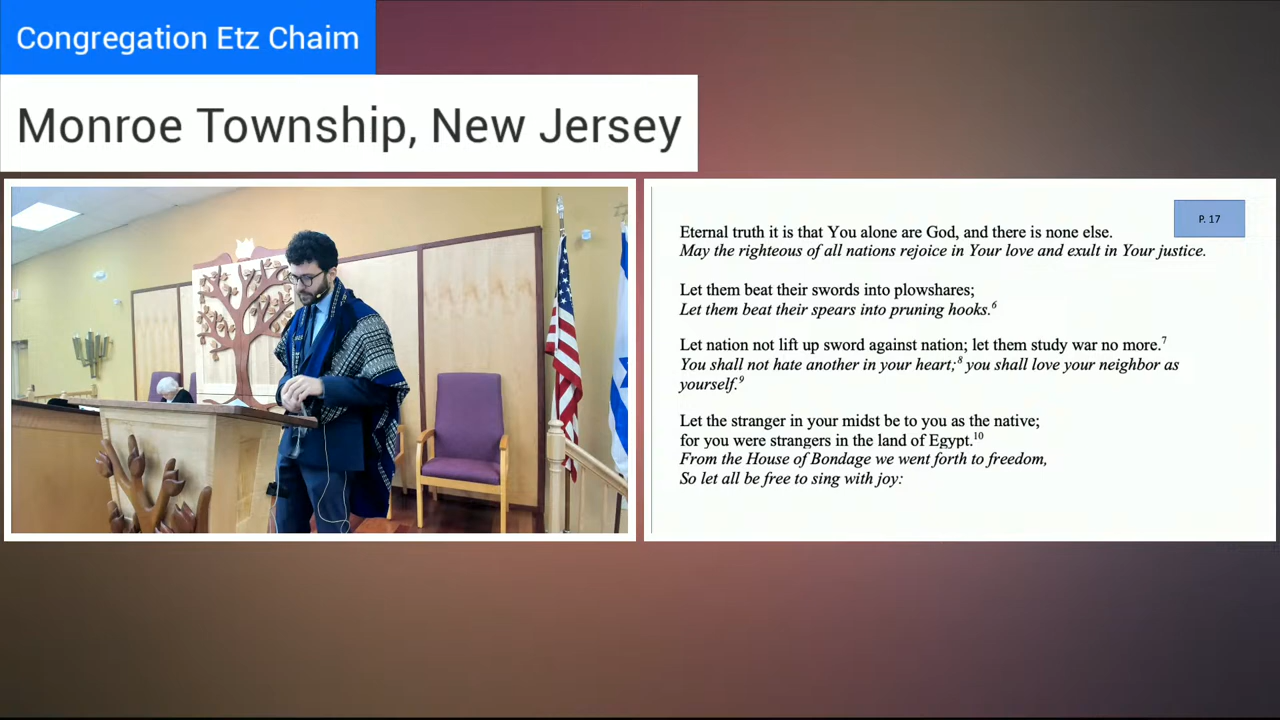 Congregation Etz Chaim
Monroe Township, New Jersey
P. 17
Eternal truth it is that You alone are God, and there is none else.
May the righteous of all nations rejoice in Your love and exult in Your justice.
Let them beat their swords into plowshares;
Let them beat their spears into pruning hooks.⁶
Let nation not lift up sword against nation; let them study war no more.⁷
You shall not hate another in your heart;⁸ you shall love your neighbor as
yourself.⁹
Let the stranger in your midst be to you as the native;
for you were strangers in the land of Egypt.¹⁰
From the House of Bondage we went forth to freedom,
So let all be free to sing with joy: